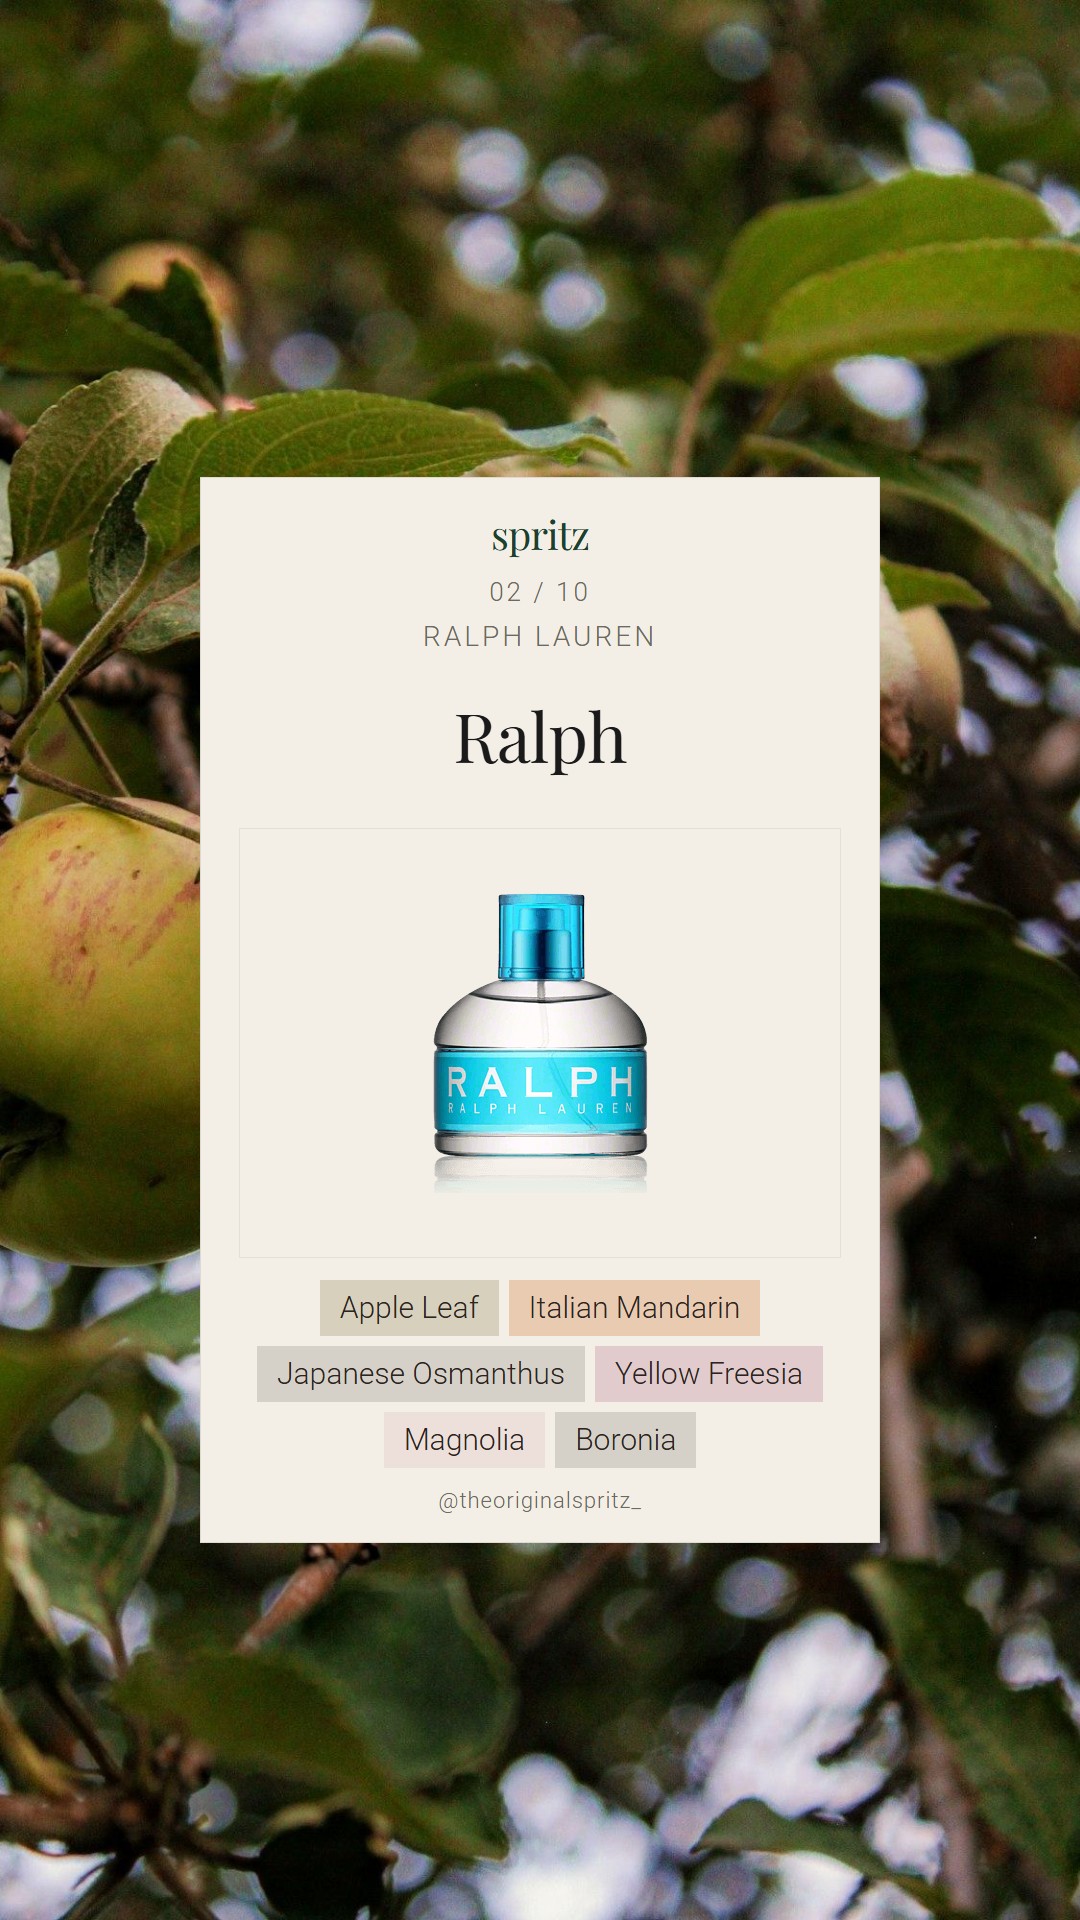 spritz
02 / 10
RALPH LAUREN
Ralph
RALPH
RALPH LAUREN
Apple Leaf Italian Mandarin
Japanese Osmanthus Yellow Freesia
Magnolia Boronia
@theoriginalspritz_